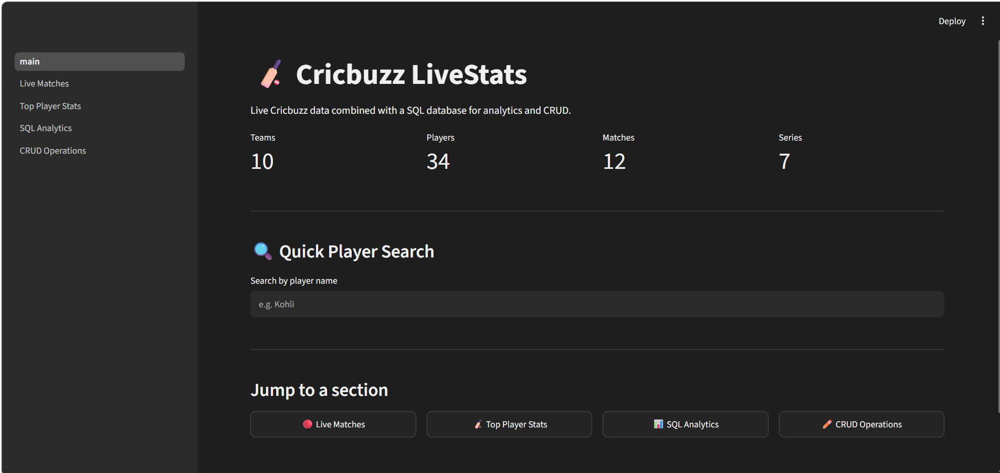 Deploy
main
Live Matches
Top Player Stats
SQL Analytics
CRUD Operations
Cricbuzz LiveStats
Live Cricbuzz data combined with a SQL database for analytics and CRUD.
Teams Players Matches Series
10 34 12 7
Quick Player Search
Search by player name
e.g. Kohli
Jump to a section
Live Matches Top Player Stats SQL Analytics CRUD Operations